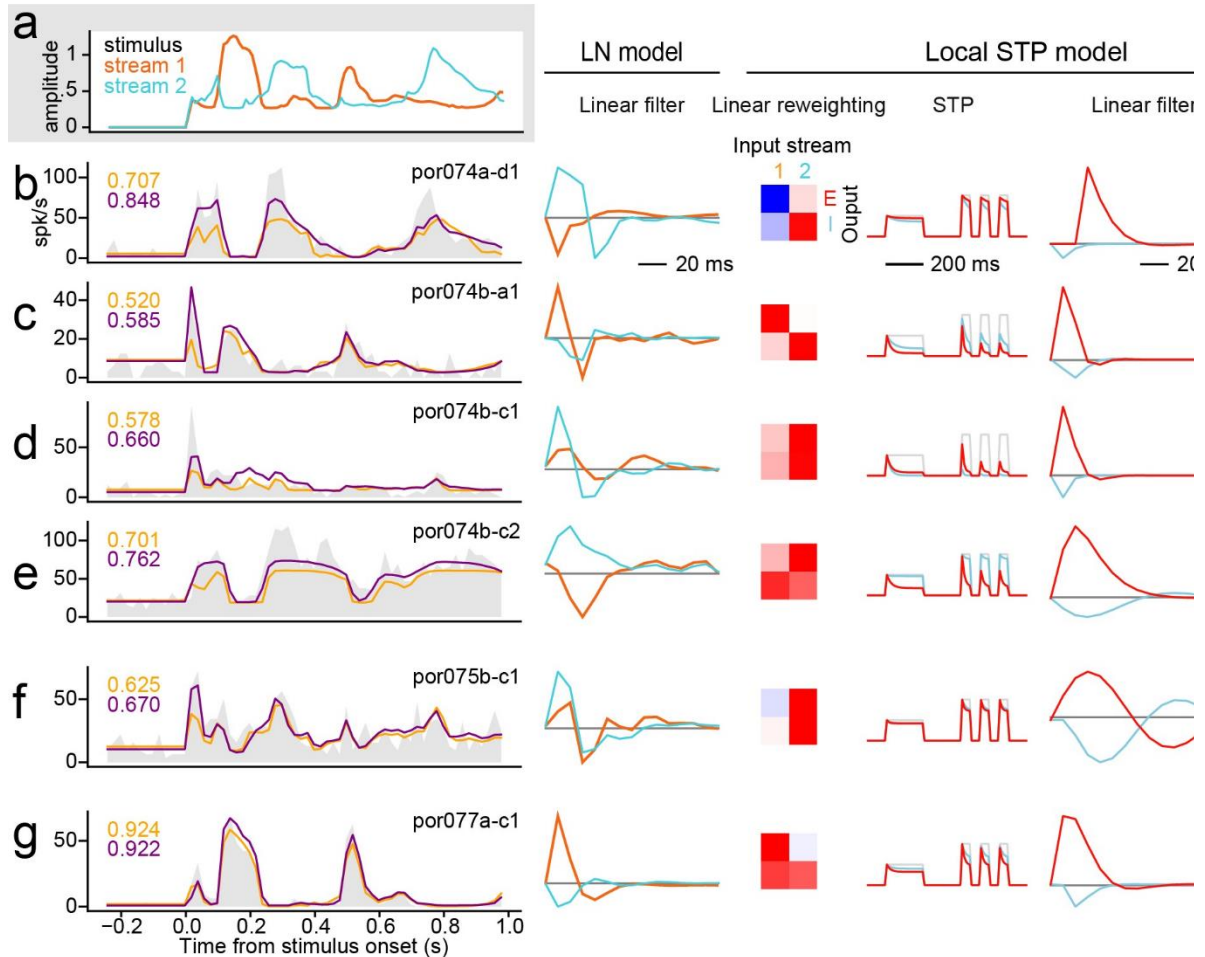 a
stimulus
stream 1
stream 2
amplitude
1
.5
0
LN model
Local STP model
Linear filter
Linear reweighting
STP
Linear filter
Input stream
1 2
E
I
Ouput
b
0.707
0.848
por074a-d1
spk/s
100
50
0
20 ms
200 ms
20
c
0.520
0.585
por074b-a1
40
20
0
d
0.578
0.660
por074b-c1
50
0
e
0.701
0.762
por074b-c2
100
50
0
f
0.625
0.670
por075b-c1
50
0
g
0.924
0.922
por077a-c1
50
0
−0.2 0.0 0.2 0.4 0.6 0.8 1.0
Time from stimulus onset (s)